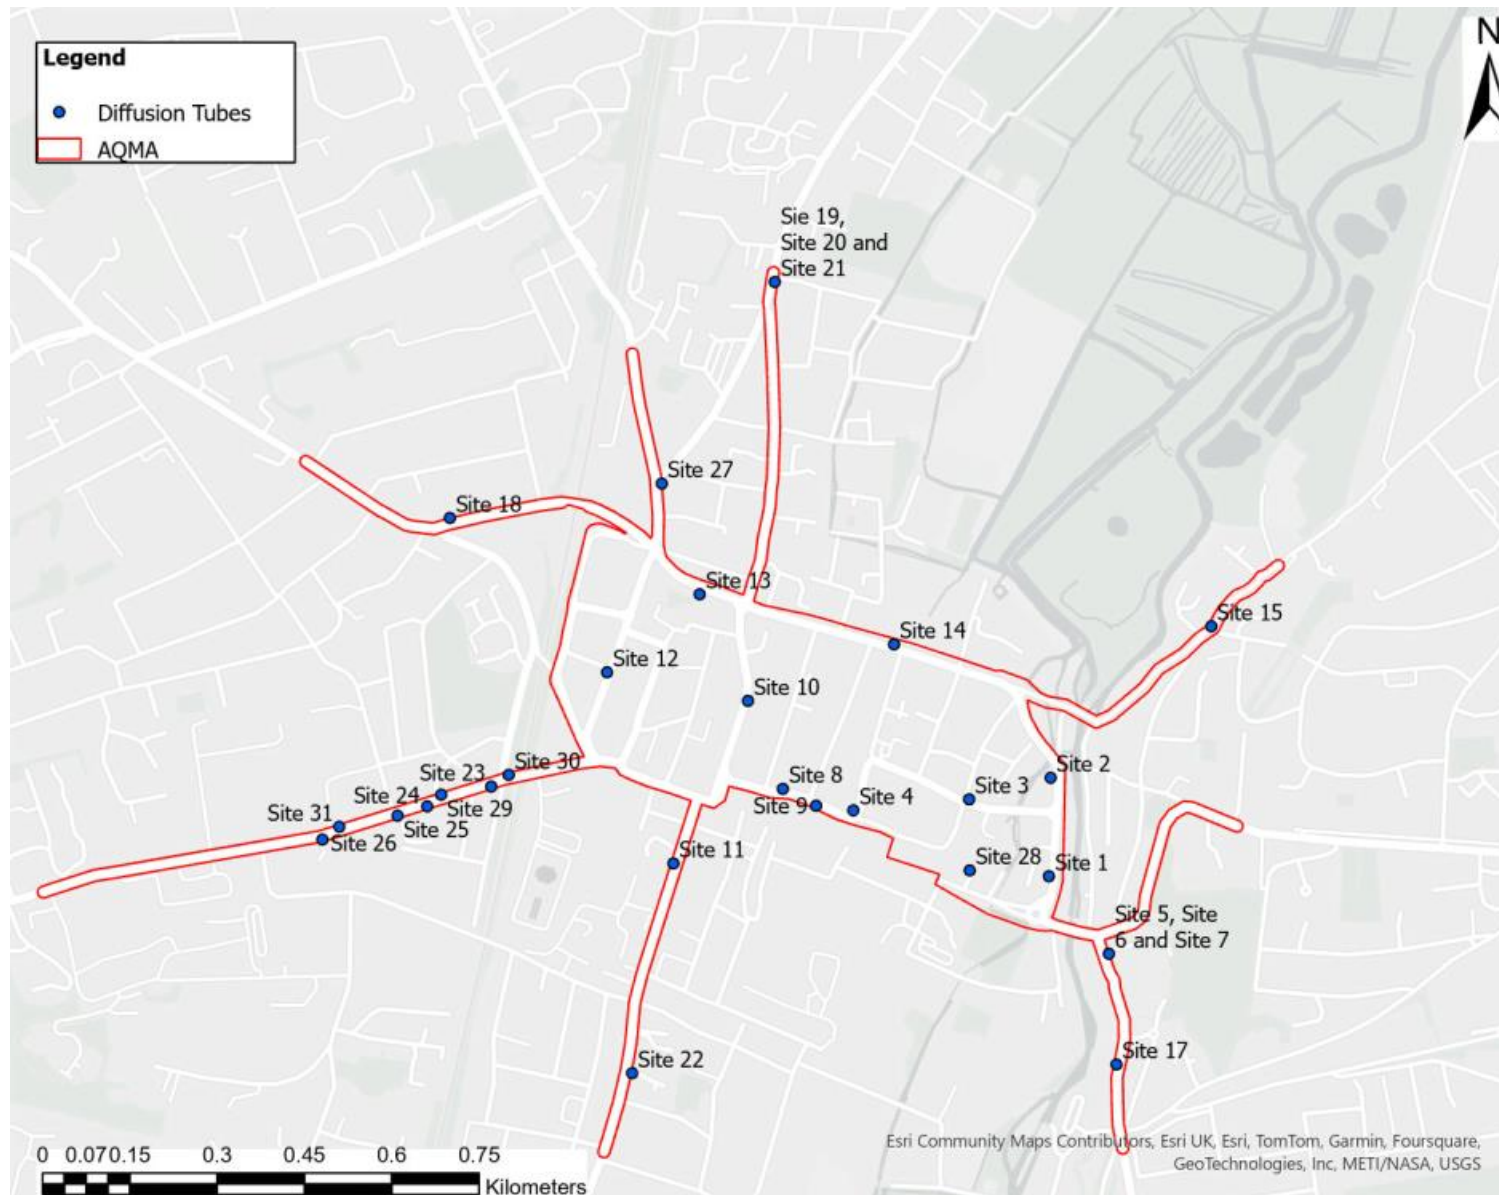 N
Legend
Diffusion Tubes
AQMA
Sie 19,
Site 20 and
Site 21
Site 27
Site 18
Site 13
Site 15
Site 14
Site 12
Site 10
Site 30
Site 2
Site 23
Site 8
Site 3
Site 24
Site 9
Site 4
Site 29
Site 31
Site 25
Site 26
Site 11
Site 28
Site 1
Site 5, Site
6 and Site 7
Site 17
Site 22
Esri Community Maps Contributors, Esri UK, Esri, TomTom, Garmin, Foursquare,
GeoTechnologies, Inc, METI/NASA, USGS
0 0.07 0.15 0.3 0.45 0.6 0.75
Kilometers